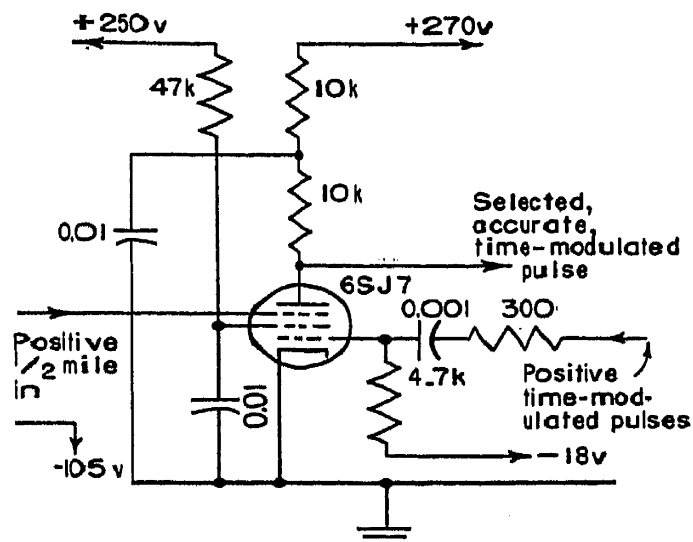 +250v
+270v
47k
10k
10k
0.01
Selected,
accurate,
time-modulated
pulse
6SJ7
0.001
300
Positive
1/2 mile
in
4.7k
Positive
time-mod-
ulated pulses
0.01
-105 v
-18v